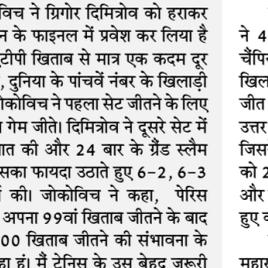 विच ने ग्रिगोर दिमित्रोव को हराकर
न के फाइनल में प्रवेश कर लिया है
टीपी खिताब से मात्र एक कदम दूर
, दुनिया के पांचवें नंबर के खिलाड़ी
ोकोविच ने पहला सेट जीतने के लिए
गेम जीते। दिमित्रोव ने दूसरे सेट में
ात की और 24 बार के ग्रैंड स्लैम
सका फायदा उठाते हुए 6-2, 6-3
की। जोकोविच ने कहा, पेरिस
अपना 99वां खिताब जीतने के बाद
00 खिताब जीतने की संभावना के
हा हूं। मैं टेनिस के उस बेहद जरूरी
ने 4
चैंपि
खिल
जीत
उत्तर
जिस
को 2
और
हुए
महास